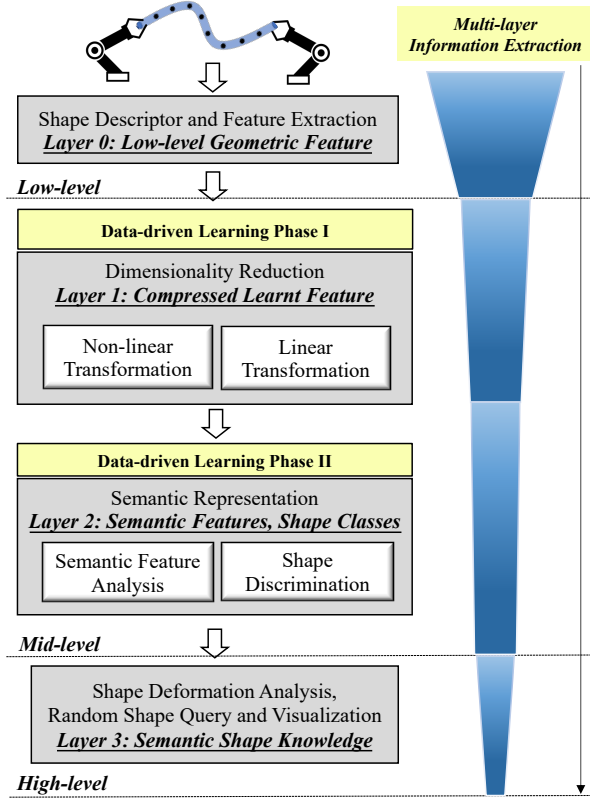 Multi-layer
Information Extraction
Shape Descriptor and Feature Extraction
Layer 0: Low-level Geometric Feature
Low-level
Data-driven Learning Phase I
Dimensionality Reduction
Layer 1: Compressed Learnt Feature
Non-linear
Transformation
Linear
Transformation
Data-driven Learning Phase II
Semantic Representation
Layer 2: Semantic Features, Shape Classes
Semantic Feature
Analysis
Shape
Discrimination
Mid-level
Shape Deformation Analysis,
Random Shape Query and Visualization
Layer 3: Semantic Shape Knowledge
High-level